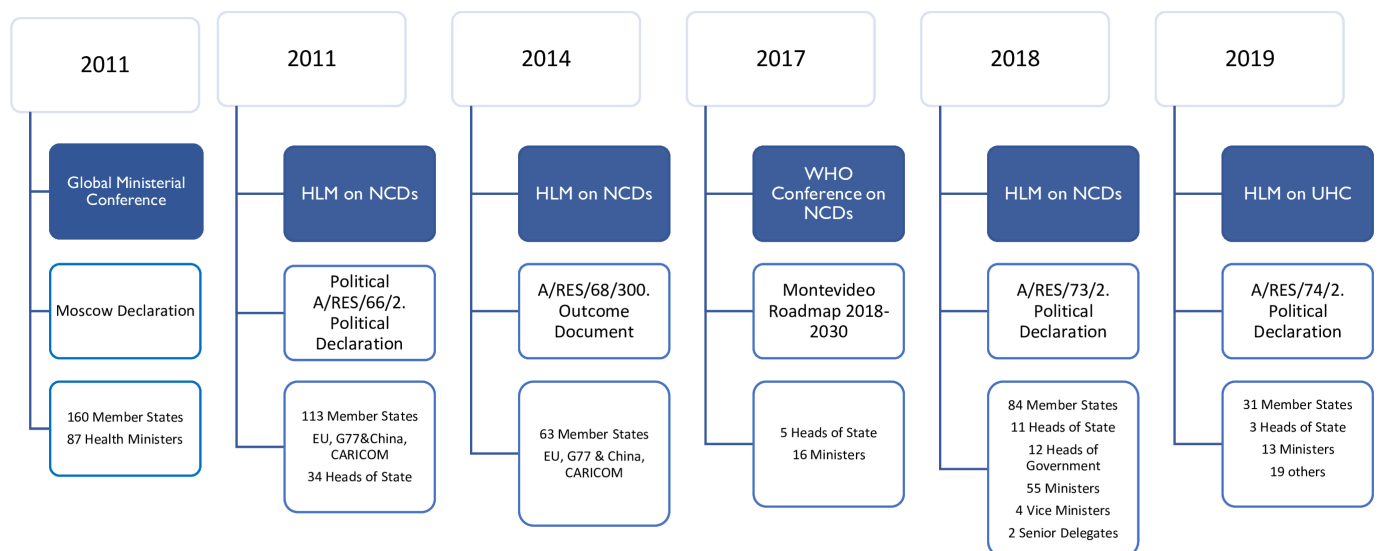 2011
Global Ministerial
Conference
Moscow Declaration
160 Member States
87 Health Ministers
2011
HLM on NCDs
Political
A/RES/66/2.
Political
Declaration
113 Member States
EU, G77&China,
CARICOM
34 Heads of State
2014
HLM on NCDs
A/RES/68/300.
Outcome
Document
63 Member States
EU, G77 & China,
CARICOM
2017
WHO
Conference on
NCDs
Montevideo
Roadmap 2018-
2030
5 Heads of State
16 Ministers
2018
HLM on NCDs
A/RES/73/2.
Political
Declaration
84 Member States
11 Heads of State
12 Heads of
Government
55 Ministers
4 Vice Ministers
2 Senior Delegates
2019
HLM on UHC
A/RES/74/2.
Political
Declaration
31 Member States
3 Heads of State
13 Ministers
19 others